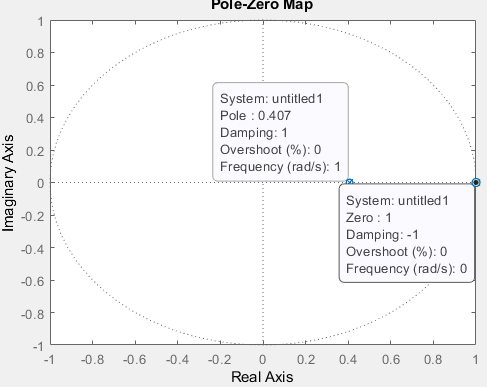 Pole-Zero Map
1
0.8
0.6
0.4
0.2
0
-0.2
-0.4
-0.6
-0.8
-1
Imaginary Axis
System: untitled1
Pole : 0.407
Damping: 1
Overshoot (%): 0
Frequency (rad/s): 1
System: untitled1
Zero : 1
Damping: -1
Overshoot (%): 0
Frequency (rad/s): 0
-1 -0.8 -0.6 -0.4 -0.2 0 0.2 0.4 0.6 0.8 1
Real Axis